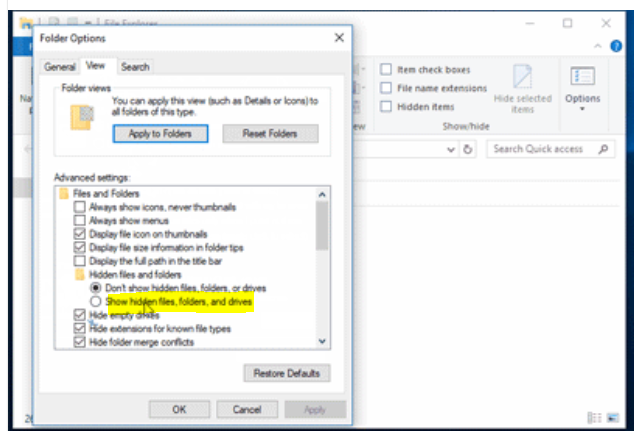 File Explorer
Folder Options
General View Search
Folder views
You can apply this view (such as Details or Icons) to
all folders of this type.
Apply to Folders Reset Folders
Advanced settings:
Files and Folders
Always show icons, never thumbnails
Always show menus
Display file icon on thumbnails
Display file size information in folder tips
Display the full path in the title bar
Hidden files and folders
Don't show hidden files, folders, or drives
Show hidden files, folders, and drives
Hide empty drives
Hide extensions for known file types
Hide folder merge conflicts
Restore Defaults
OK Cancel Apply
Item check boxes
File name extensions
Hidden items
Hide selected
items
Options
Show/hide
Search Quick access